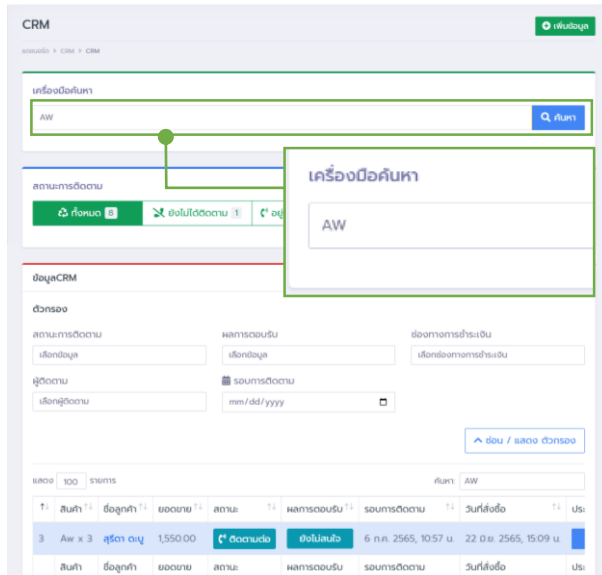 CRM
เพิ่มข้อมูล
CRM > CRM
เครื่องมือค้นหา
AW
ค้นหา
เครื่องมือค้นหา
AW
สถานะการติดตาม
ทั้งหมด 8
ยังไม่ได้ติดตาม 1
อยู่
ข้อมูลCRM
ตัวกรอง
สถานะการติดตาม ผลการตอบรับ ช่องทางการชำระเงิน
เลือกข้อมูล เลือกข้อมูล เลือกช่องทางการชำระเงิน
ผู้ติดตาม รอบการติดตาม
เลือกผู้ติดตาม mm/dd/yyyy
ซ่อน / แสดง ตัวกรอง
แสดง 100 รายการ ค้นหา: AW
สินค้า ชื่อลูกค้า ยอดขาย สถานะ ผลการตอบรับ รอบการติดตาม วันที่สั่งซื้อ
3 Aw x 3 สุรีตา ดะบู 1,550.00 ติดตามต่อ ยังไม่สนใจ 6 ก.ค. 2565, 10:57 น. 22 มิ.ย. 2565, 15:09 น.
สินค้า ชื่อลูกค้า ยอดขาย สถานะ ผลการตอบรับ รอบการติดตาม วันที่สั่งซื้อ